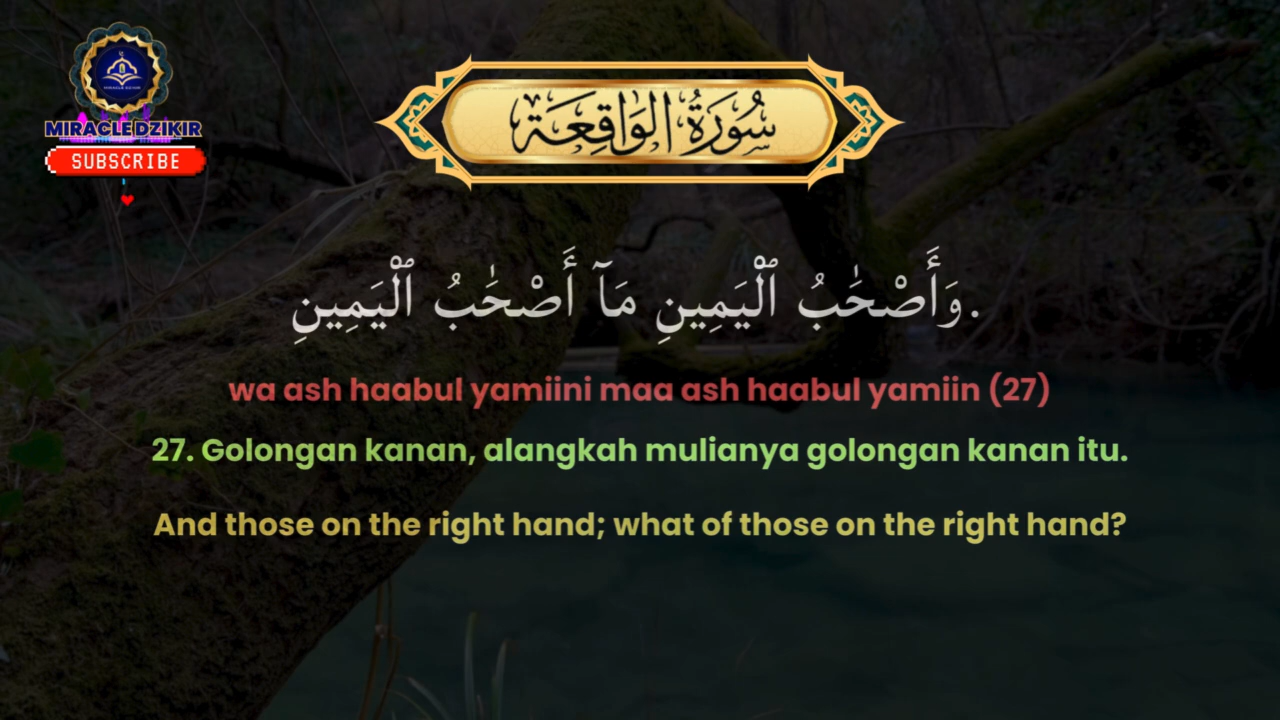 MIRACLE DZIKIR
SUBSCRIBE
سُورَةُ الوَاقِعَة
وَأَصْحَٰبُ ٱلْيَمِينِ مَآ أَصْحَٰبُ ٱلْيَمِينِ.
wa ash haabul yamiini maa ash haabul yamiin (27)
27. Golongan kanan, alangkah mulianya golongan kanan itu.
And those on the right hand; what of those on the right hand?